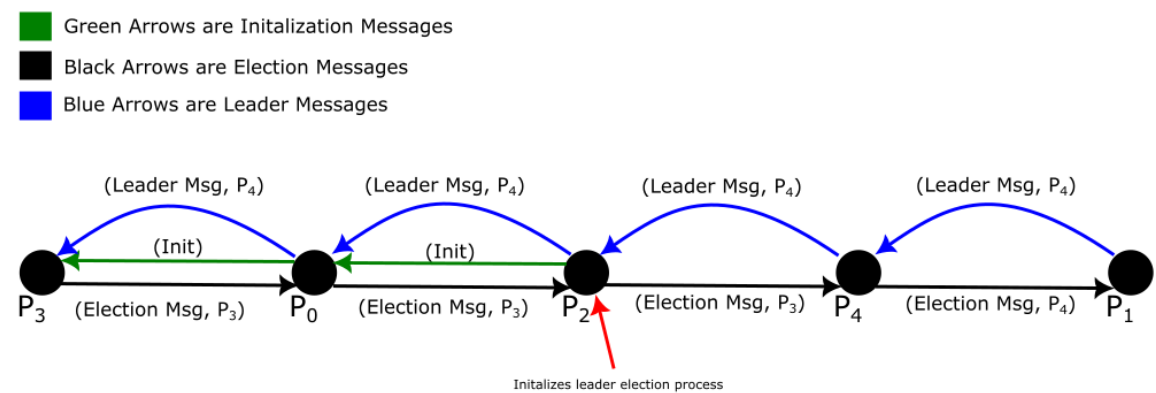 Green Arrows are Initalization Messages
Black Arrows are Election Messages
Blue Arrows are Leader Messages
(Leader Msg, P₄) (Leader Msg, P₄) (Leader Msg, P₄) (Leader Msg, P₄)
(Init) (Init)
P₃ (Election Msg, P₃) P₀ (Election Msg, P₃) P₂ (Election Msg, P₃) P₄ (Election Msg, P₄) P₁
Initalizes leader election process